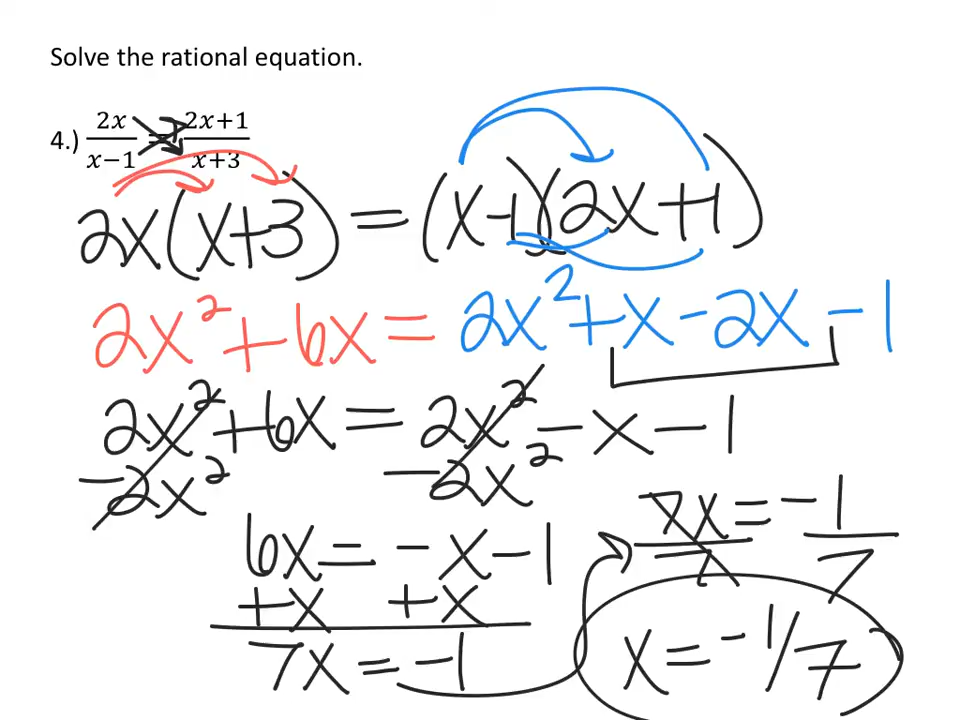 Solve the rational equation.
4.) 2x/x−1 = 2x+1/x+3
2x(x+3) = (x-1)(2x+1)
2x²+6x = 2x²+x-2x-1
2x²+6x = 2x²-x-1
-2x² -2x²
6x = -x-1
+x +x
7x = -1
7x/7 = -1/7
x = -1/7